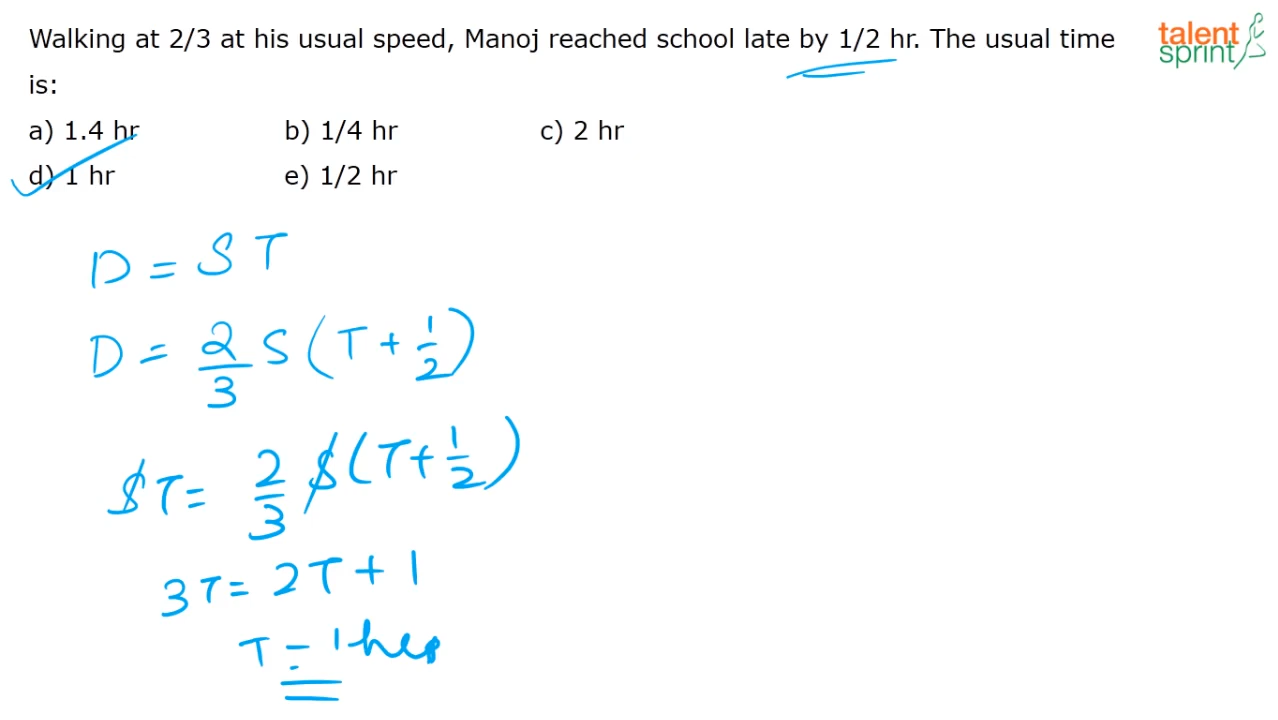 Walking at 2/3 at his usual speed, Manoj reached school late by 1/2 hr. The usual time
is:
talent
sprint
a) 1.4 hr b) 1/4 hr c) 2 hr
d) 1 hr e) 1/2 hr
D = S T
D = 2/3 S (T + 1/2)
S T = 2/3 S (T + 1/2)
3T = 2T + 1
T = 1 hrs